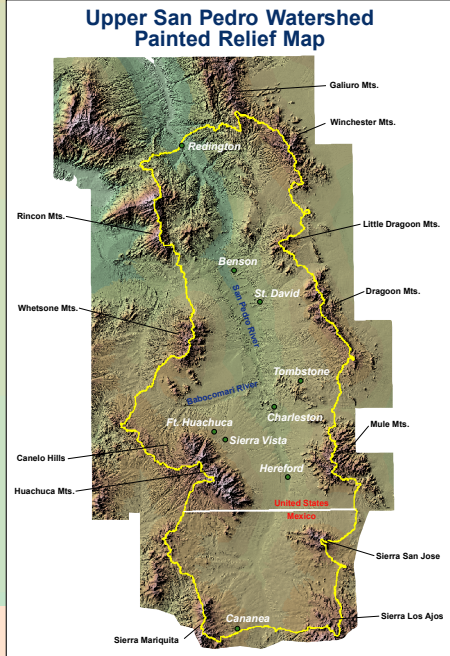 Upper San Pedro Watershed
Painted Relief Map
Galiuro Mts.
Winchester Mts.
Redington
Rincon Mts.
Little Dragoon Mts.
Benson
San Pedro River
St. David
Dragoon Mts.
Whetsone Mts.
Tombstone
Babocomari River
Charleston
Ft. Huachuca
Mule Mts.
Sierra Vista
Canelo Hills
Hereford
Huachuca Mts.
United States
Mexico
Sierra San Jose
Cananea
Sierra Los Ajos
Sierra Mariquita